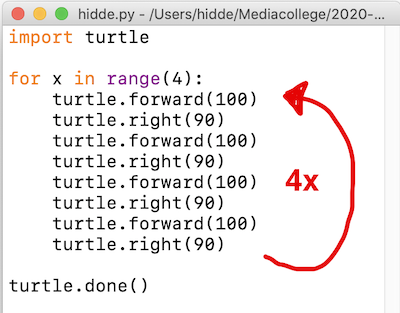 hidde.py - /Users/hidde/Mediacollege/2020-...
import turtle
for x in range(4):
    turtle.forward(100)
    turtle.right(90)
    turtle.forward(100)
    turtle.right(90)
    turtle.forward(100)
    turtle.right(90)
    turtle.forward(100)
    turtle.right(90)
4x
turtle.done()